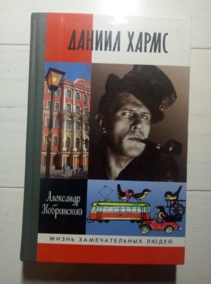 ДАНИИЛ ХАРМС
Александр
Кобринский
ЖИЗНЬ ЗАМЕЧАТЕЛЬНЫХ ЛЮДЕЙ